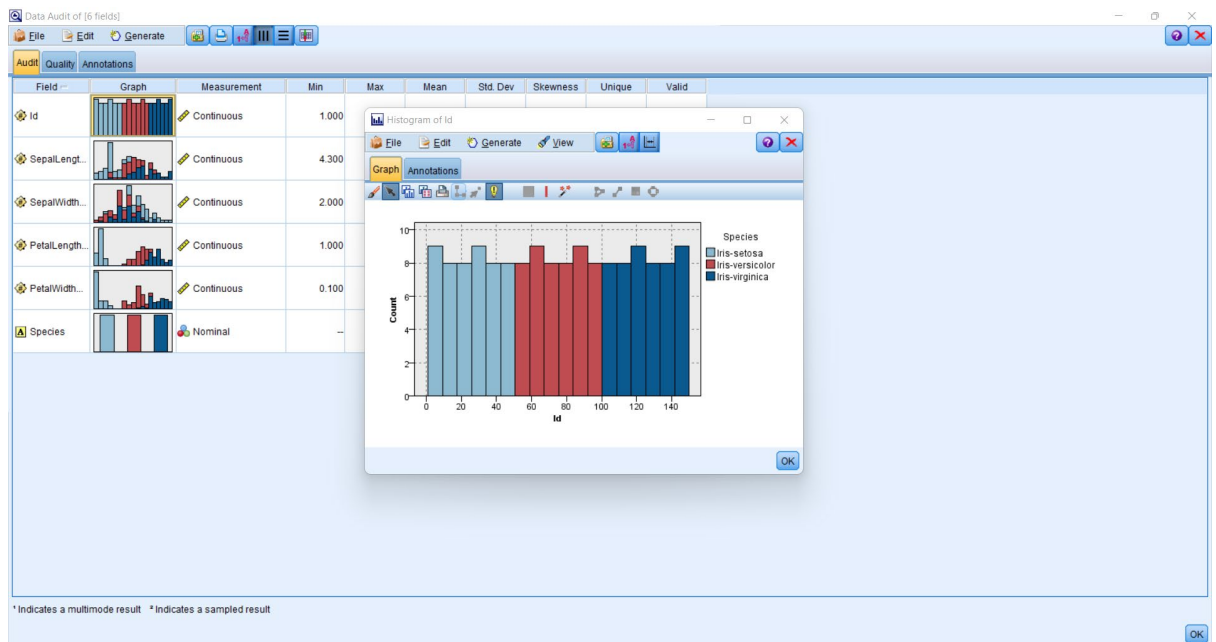 Data Audit of [6 fields]
File Edit Generate
Audit Quality Annotations
Field Graph Measurement Min Max Mean Std. Dev Skewness Unique Valid
Id Continuous 1.000
SepalLengt... Continuous 4.300
SepalWidth... Continuous 2.000
PetalLength... Continuous 1.000
PetalWidth... Continuous 0.100
A Species Nominal --
Histogram of Id
File Edit Generate View
Graph Annotations
Species
Iris-setosa
Iris-versicolor
Iris-virginica
Count
10
8
6
4
2
0
0 20 40 60 80 100 120 140
Id
OK
¹ Indicates a multimode result ² Indicates a sampled result
OK